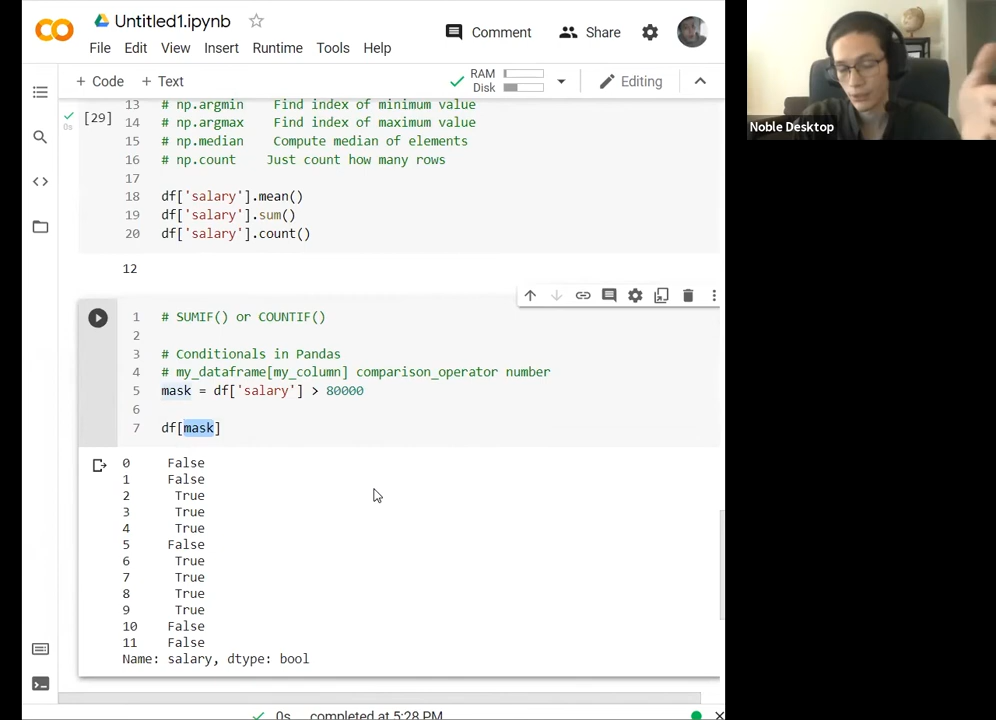 Untitled1.ipynb
File Edit View Insert Runtime Tools Help
Comment Share
+ Code + Text
RAM
Disk
Editing
[29]
0s
13 # np.argmin Find index of minimum value
14 # np.argmax Find index of maximum value
15 # np.median Compute median of elements
16 # np.count Just count how many rows
17
18 df['salary'].mean()
19 df['salary'].sum()
20 df['salary'].count()
12
1 # SUMIF() or COUNTIF()
2
3 # Conditionals in Pandas
4 # my_dataframe[my_column] comparison_operator number
5 mask = df['salary'] > 80000
6
7 df[mask]
0 False
1 False
2 True
3 True
4 True
5 False
6 True
7 True
8 True
9 True
10 False
11 False
Name: salary, dtype: bool
0s completed at 5:28 PM
Noble Desktop